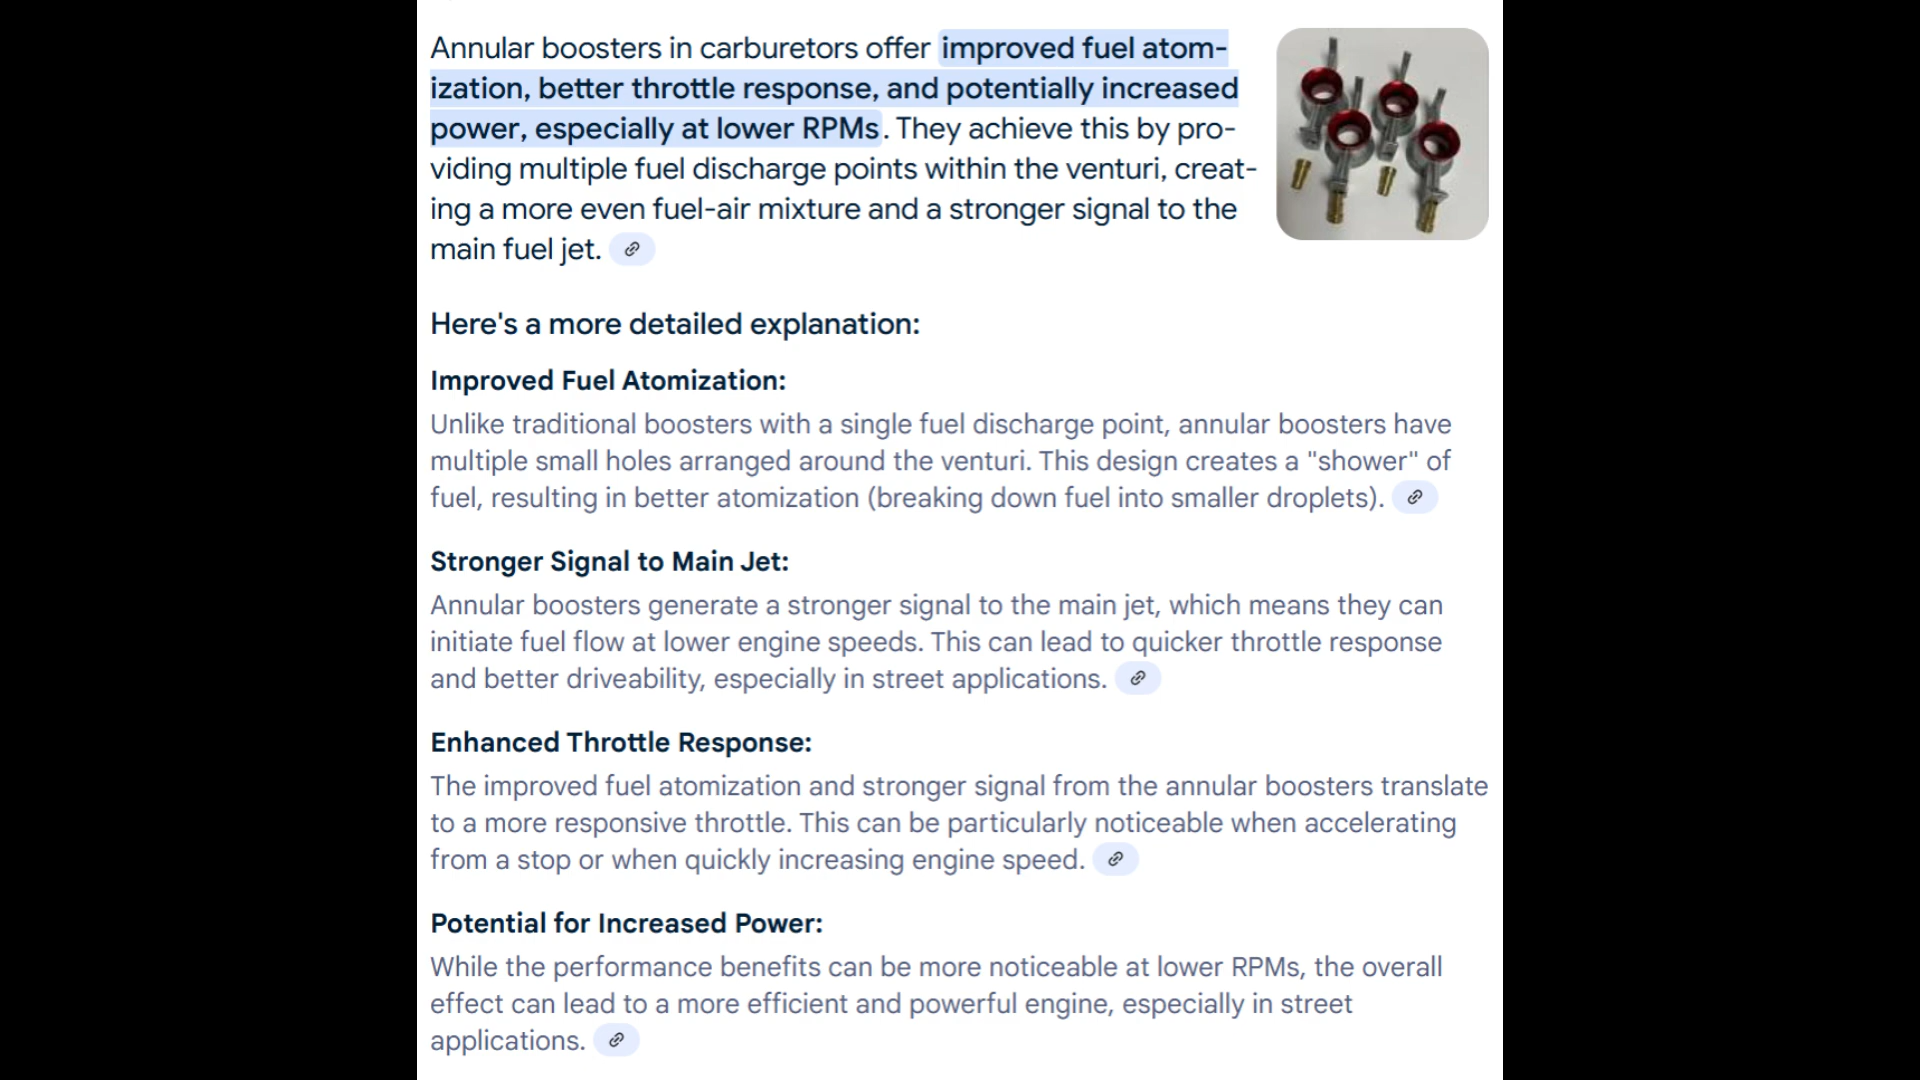 Annular boosters in carburetors offer improved fuel atom-
ization, better throttle response, and potentially increased
power, especially at lower RPMs. They achieve this by pro-
viding multiple fuel discharge points within the venturi, creat-
ing a more even fuel-air mixture and a stronger signal to the
main fuel jet.
Here's a more detailed explanation:
Improved Fuel Atomization:
Unlike traditional boosters with a single fuel discharge point, annular boosters have
multiple small holes arranged around the venturi. This design creates a "shower" of
fuel, resulting in better atomization (breaking down fuel into smaller droplets).
Stronger Signal to Main Jet:
Annular boosters generate a stronger signal to the main jet, which means they can
initiate fuel flow at lower engine speeds. This can lead to quicker throttle response
and better driveability, especially in street applications.
Enhanced Throttle Response:
The improved fuel atomization and stronger signal from the annular boosters translate
to a more responsive throttle. This can be particularly noticeable when accelerating
from a stop or when quickly increasing engine speed.
Potential for Increased Power:
While the performance benefits can be more noticeable at lower RPMs, the overall
effect can lead to a more efficient and powerful engine, especially in street
applications.